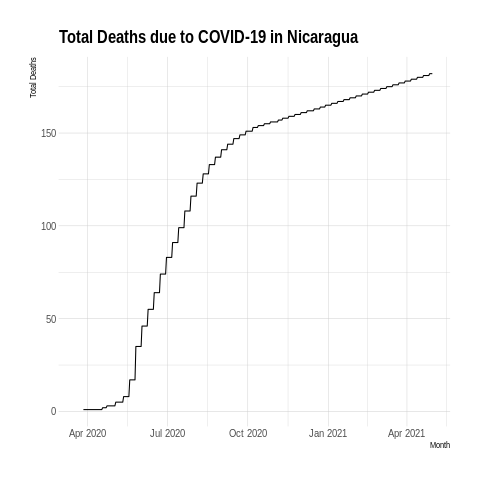 Total Deaths due to COVID-19 in Nicaragua
Total Deaths
150
100
50
0
Apr 2020 Jul 2020 Oct 2020 Jan 2021 Apr 2021
Month